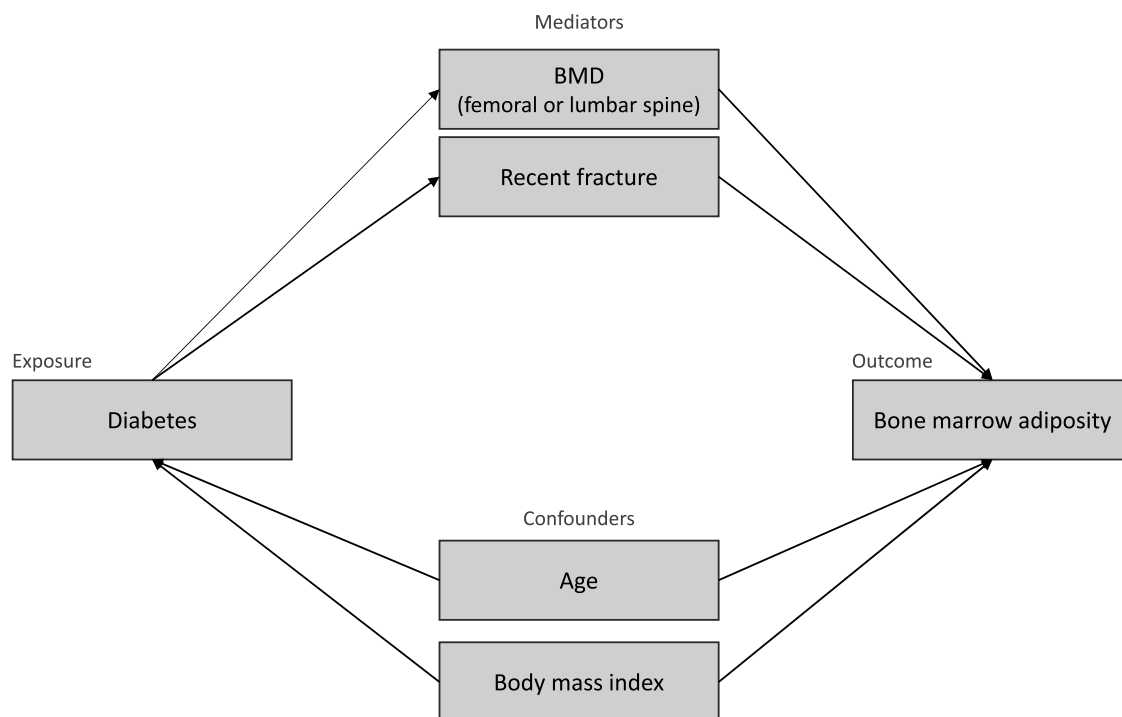 Mediators
BMD
(femoral or lumbar spine)
Recent fracture
Exposure
Diabetes
Outcome
Bone marrow adiposity
Confounders
Age
Body mass index